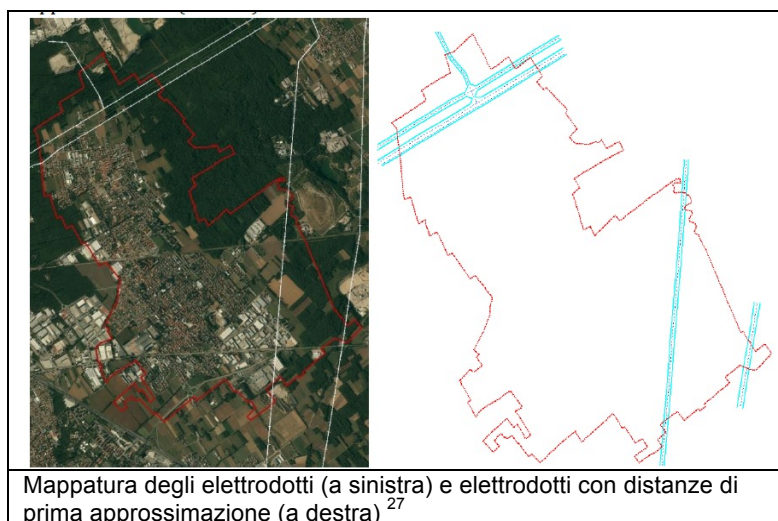 Mappatura degli elettrodotti (a sinistra) e elettrodotti con distanze di
prima approssimazione (a destra) 27